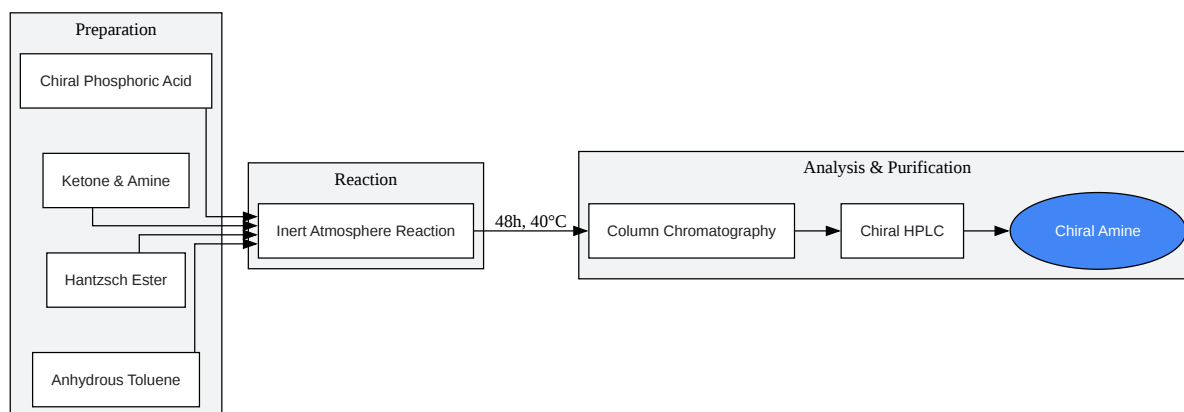 Preparation
Chiral Phosphoric Acid
Ketone & Amine
Hantzsch Ester
Anhydrous Toluene
Reaction
Inert Atmosphere Reaction
48h, 40°C
Analysis & Purification
Column Chromatography
Chiral HPLC
Chiral Amine